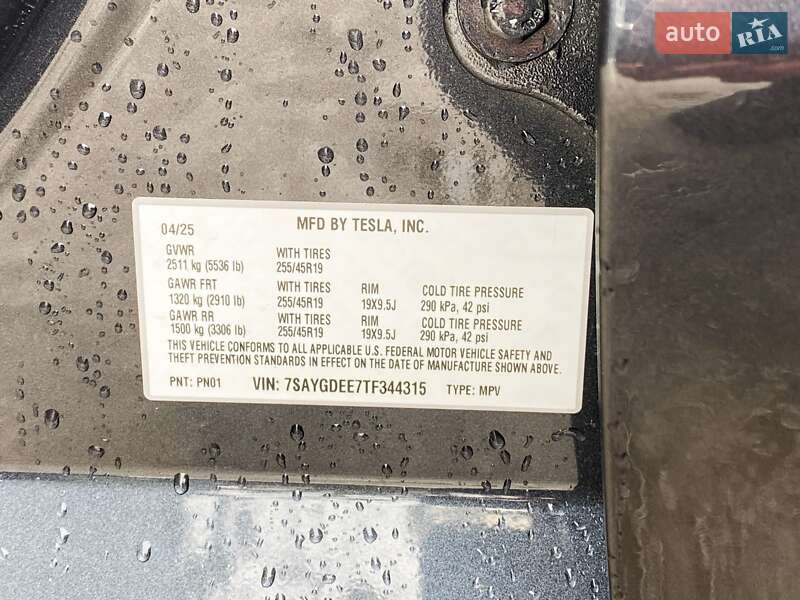 auto RIA .com
04/25 MFD BY TESLA, INC.
GVWR WITH TIRES
2511 kg (5536 lb) 255/45R19
GAWR FRT WITH TIRES RIM COLD TIRE PRESSURE
1320 kg (2910 lb) 255/45R19 19X9.5J 290 kPa, 42 psi
GAWR RR WITH TIRES RIM COLD TIRE PRESSURE
1500 kg (3306 lb) 255/45R19 19X9.5J 290 kPa, 42 psi
THIS VEHICLE CONFORMS TO ALL APPLICABLE U.S. FEDERAL MOTOR VEHICLE SAFETY AND
THEFT PREVENTION STANDARDS IN EFFECT ON THE DATE OF MANUFACTURE SHOWN ABOVE.
PNT: PN01 VIN: 7SAYGDEE7TF344315 TYPE: MPV